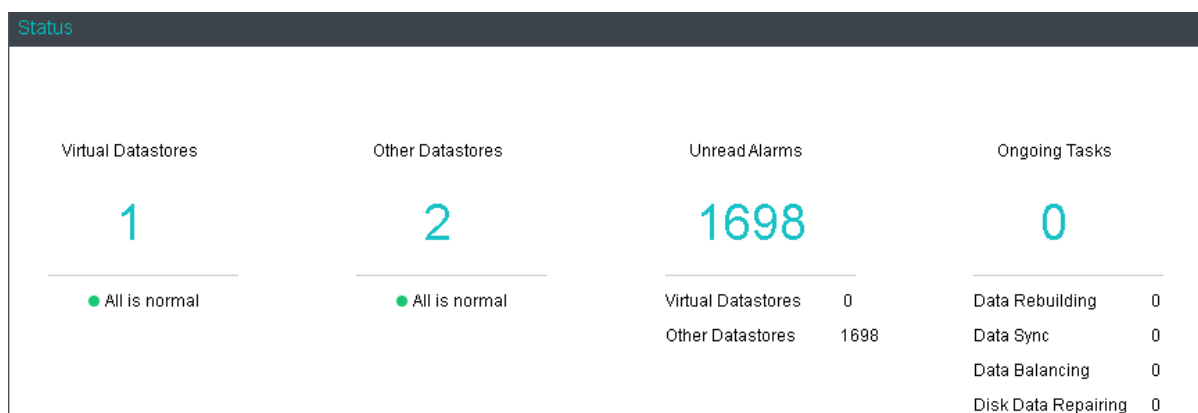 Status
Virtual Datastores Other Datastores Unread Alarms Ongoing Tasks
1 2 1698 0
All is normal All is normal Virtual Datastores 0 Data Rebuilding 0
Other Datastores 1698 Data Sync 0
Data Balancing 0
Disk Data Repairing 0